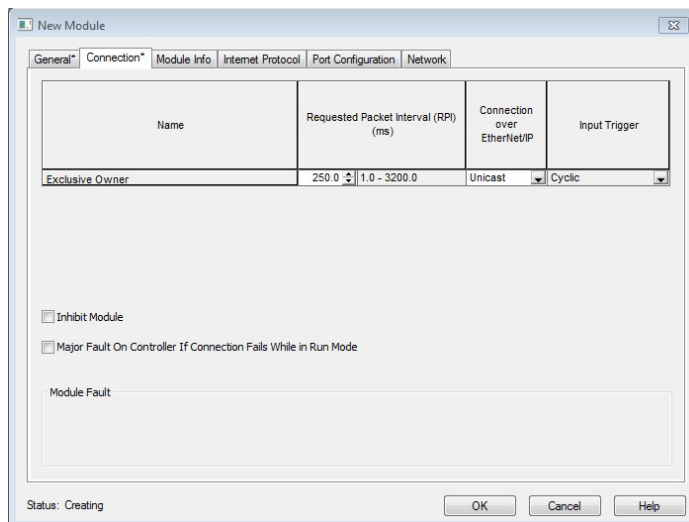 New Module
General* Connection* Module Info Internet Protocol Port Configuration Network
Name
Requested Packet Interval (RPI)
(ms)
Connection
over
EtherNet/IP
Input Trigger
Exclusive Owner 250.0 1.0 - 3200.0 Unicast Cyclic
Inhibit Module
Major Fault On Controller If Connection Fails While in Run Mode
Module Fault
Status: Creating OK Cancel Help